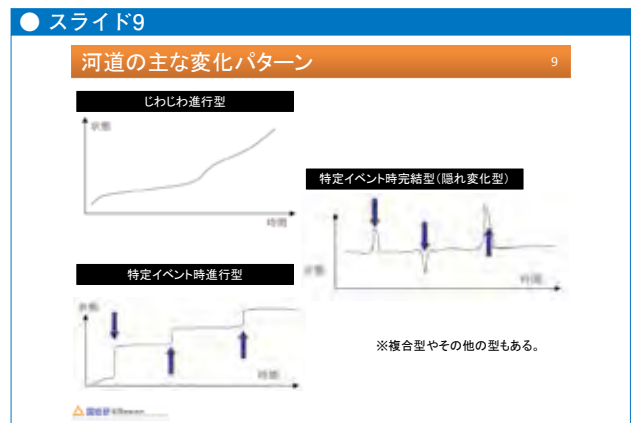 ● スライド9
河道の主な変化パターン
9
じわじわ進行型
状態
時間
特定イベント時完結型(隠れ変化型)
状態
時間
特定イベント時進行型
状態
時間
※複合型やその他の型もある。
国総研